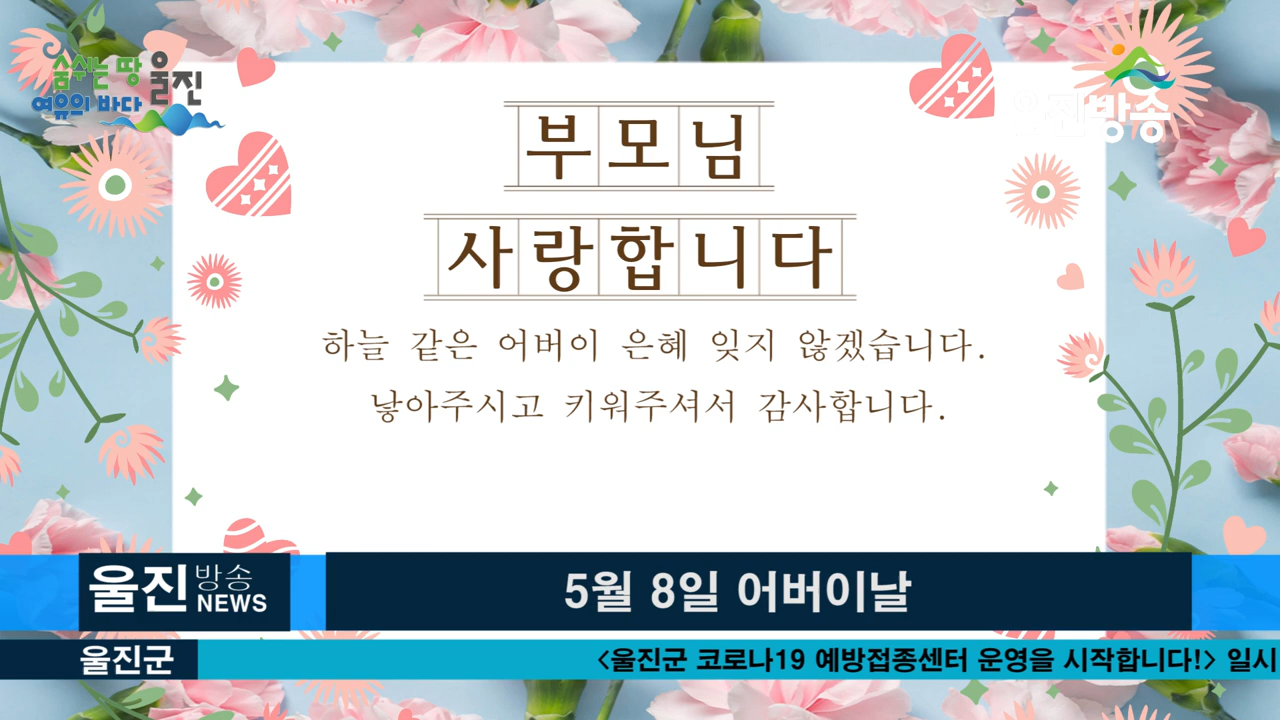 숨쉬는 땅 울진
여유의 바다
울진방송
부모님
사랑합니다
하늘 같은 어버이 은혜 잊지 않겠습니다.
낳아주시고 키워주셔서 감사합니다.
울진방송 NEWS
5월 8일 어버이날
울진군
<울진군 코로나19 예방접종센터 운영을 시작합니다!> 일시